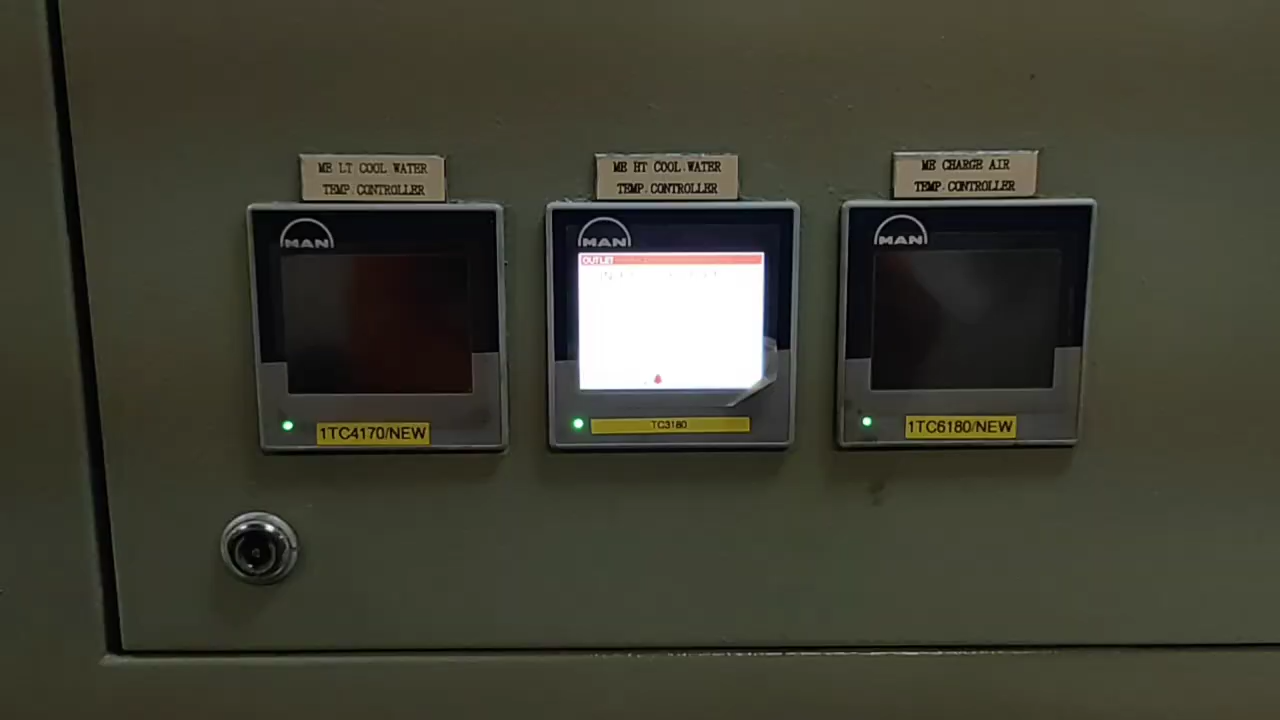 ME LT COOL WATER
TEMP. CONTROLLER
ME HT COOL WATER
TEMP. CONTROLLER
ME CHARGE AIR
TEMP. CONTROLLER
MAN
MAN
MAN
OUTLET
1TC4170/NEW
TC3180
1TC6180/NEW